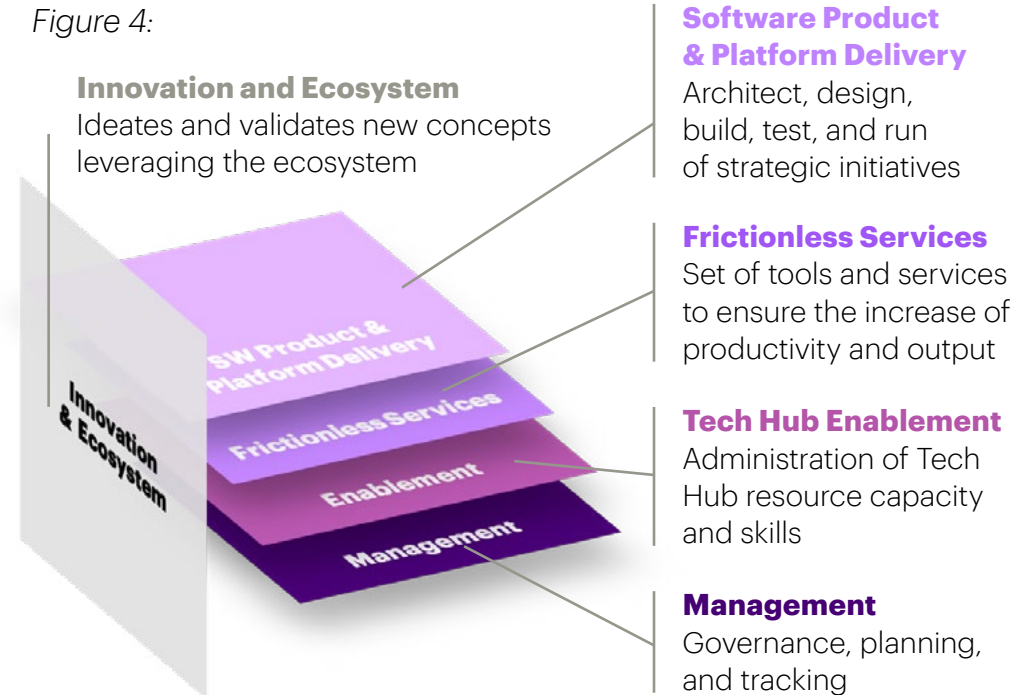 Figure 4:
Innovation and Ecosystem
Ideates and validates new concepts
leveraging the ecosystem
Innovation
& Ecosystem
SW Product &
Platform Delivery
Frictionless Services
Enablement
Management
Software Product
& Platform Delivery
Architect, design,
build, test, and run
of strategic initiatives
Frictionless Services
Set of tools and services
to ensure the increase of
productivity and output
Tech Hub Enablement
Administration of Tech
Hub resource capacity
and skills
Management
Governance, planning,
and tracking